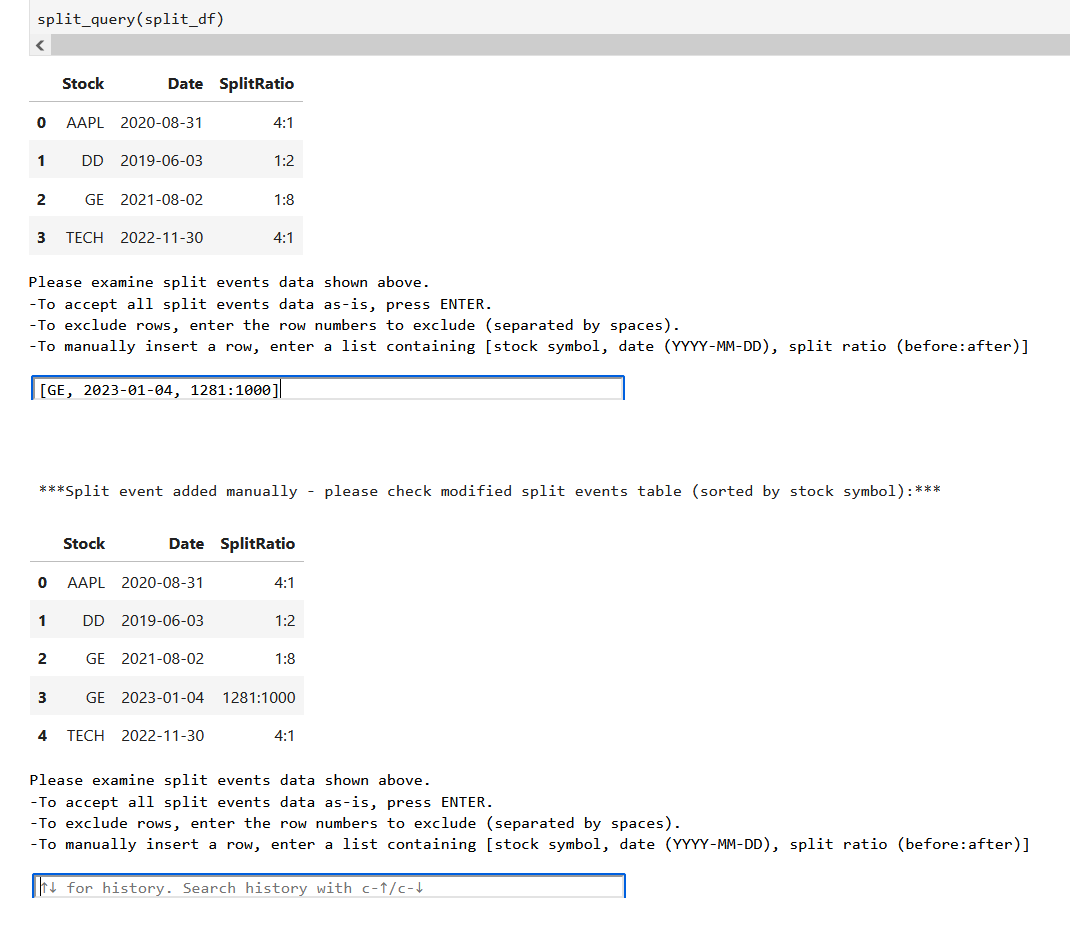 split_query(split_df)
Stock Date SplitRatio
0 AAPL 2020-08-31 4:1
1 DD 2019-06-03 1:2
2 GE 2021-08-02 1:8
3 TECH 2022-11-30 4:1
Please examine split events data shown above.
-To accept all split events data as-is, press ENTER.
-To exclude rows, enter the row numbers to exclude (separated by spaces).
-To manually insert a row, enter a list containing [stock symbol, date (YYYY-MM-DD), split ratio (before:after)]
[GE, 2023-01-04, 1281:1000]
***Split event added manually - please check modified split events table (sorted by stock symbol):***
Stock Date SplitRatio
0 AAPL 2020-08-31 4:1
1 DD 2019-06-03 1:2
2 GE 2021-08-02 1:8
3 GE 2023-01-04 1281:1000
4 TECH 2022-11-30 4:1
Please examine split events data shown above.
-To accept all split events data as-is, press ENTER.
-To exclude rows, enter the row numbers to exclude (separated by spaces).
-To manually insert a row, enter a list containing [stock symbol, date (YYYY-MM-DD), split ratio (before:after)]
↑↓ for history. Search history with c-↑/c-↓